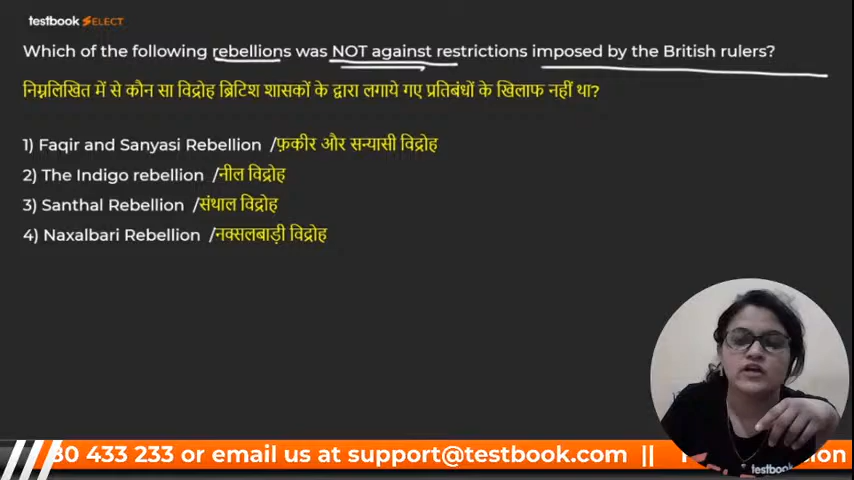 testbook SELECT
Which of the following rebellions was NOT against restrictions imposed by the British rulers?
निम्नलिखित में से कौन सा विद्रोह ब्रिटिश शासकों के द्वारा लगाये गए प्रतिबंधों के खिलाफ नहीं था?
1) Faqir and Sanyasi Rebellion /फ़कीर और सन्यासी विद्रोह
2) The Indigo rebellion /नील विद्रोह
3) Santhal Rebellion /संथाल विद्रोह
4) Naxalbari Rebellion /नक्सलबाड़ी विद्रोह
testbook
80 433 233 or email us at support@testbook.com ||